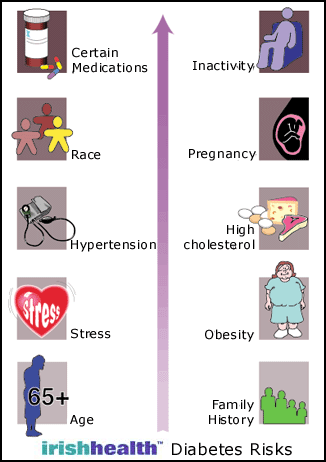 Certain
Medications
Inactivity
Race
Pregnancy
Hypertension
High
cholesterol
Stress
Stress
Obesity
65+
Age
Family
History
irishhealth™ Diabetes Risks